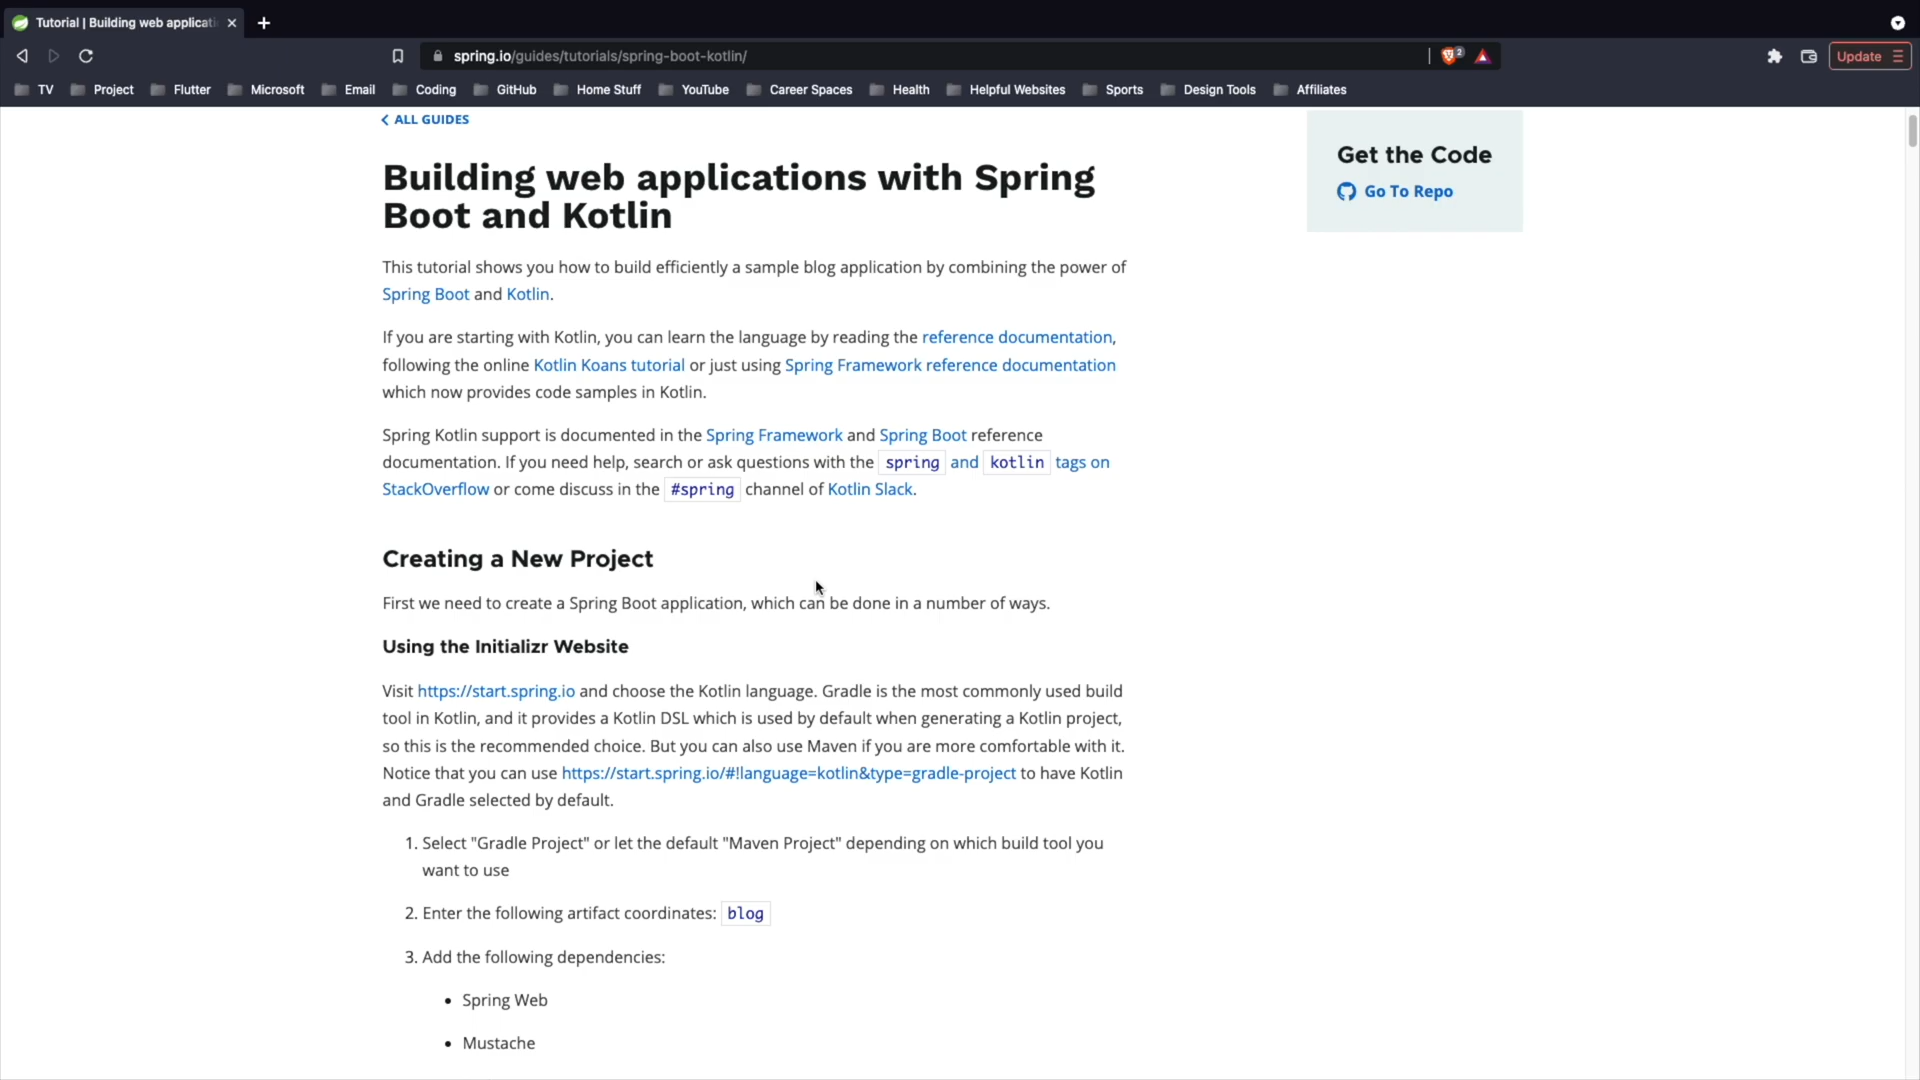 Tutorial | Building web applicati
spring.io/guides/tutorials/spring-boot-kotlin/
2
Update
TV Project Flutter Microsoft Email Coding GitHub Home Stuff YouTube Career Spaces Health Helpful Websites Sports Design Tools Affiliates
ALL GUIDES
Building web applications with Spring
Boot and Kotlin
This tutorial shows you how to build efficiently a sample blog application by combining the power of
Spring Boot and Kotlin.
If you are starting with Kotlin, you can learn the language by reading the reference documentation,
following the online Kotlin Koans tutorial or just using Spring Framework reference documentation
which now provides code samples in Kotlin.
Spring Kotlin support is documented in the Spring Framework and Spring Boot reference
documentation. If you need help, search or ask questions with the spring and kotlin tags on
StackOverflow or come discuss in the #spring channel of Kotlin Slack.
Creating a New Project
First we need to create a Spring Boot application, which can be done in a number of ways.
Using the Initializr Website
Visit https://start.spring.io and choose the Kotlin language. Gradle is the most commonly used build
tool in Kotlin, and it provides a Kotlin DSL which is used by default when generating a Kotlin project,
so this is the recommended choice. But you can also use Maven if you are more comfortable with it.
Notice that you can use https://start.spring.io/#!language=kotlin&type=gradle-project to have Kotlin
and Gradle selected by default.
1. Select "Gradle Project" or let the default "Maven Project" depending on which build tool you
want to use
2. Enter the following artifact coordinates: blog
3. Add the following dependencies:
• Spring Web
• Mustache
Get the Code
Go To Repo